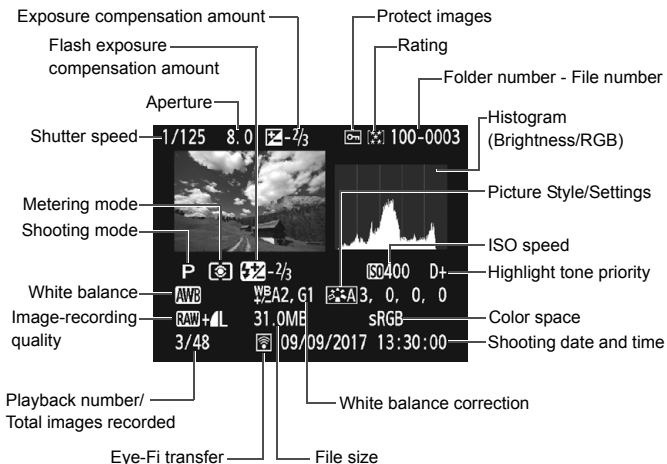 Exposure compensation amount
Protect images
Flash exposure
compensation amount
Rating
Folder number - File number
Aperture
Histogram
(Brightness/RGB)
Shutter speed
1/125 8.0 -2/3 100-0003
Picture Style/Settings
Metering mode
Shooting mode
ISO speed
P -2/3 ISO 400 D+
Highlight tone priority
White balance
AWB WB A2, G1 A 3, 0, 0, 0
Image-recording
quality
RAW+L 31.0MB sRGB
Color space
3/48 09/09/2017 13:30:00
Shooting date and time
Playback number/
Total images recorded
White balance correction
Eye-Fi transfer
File size